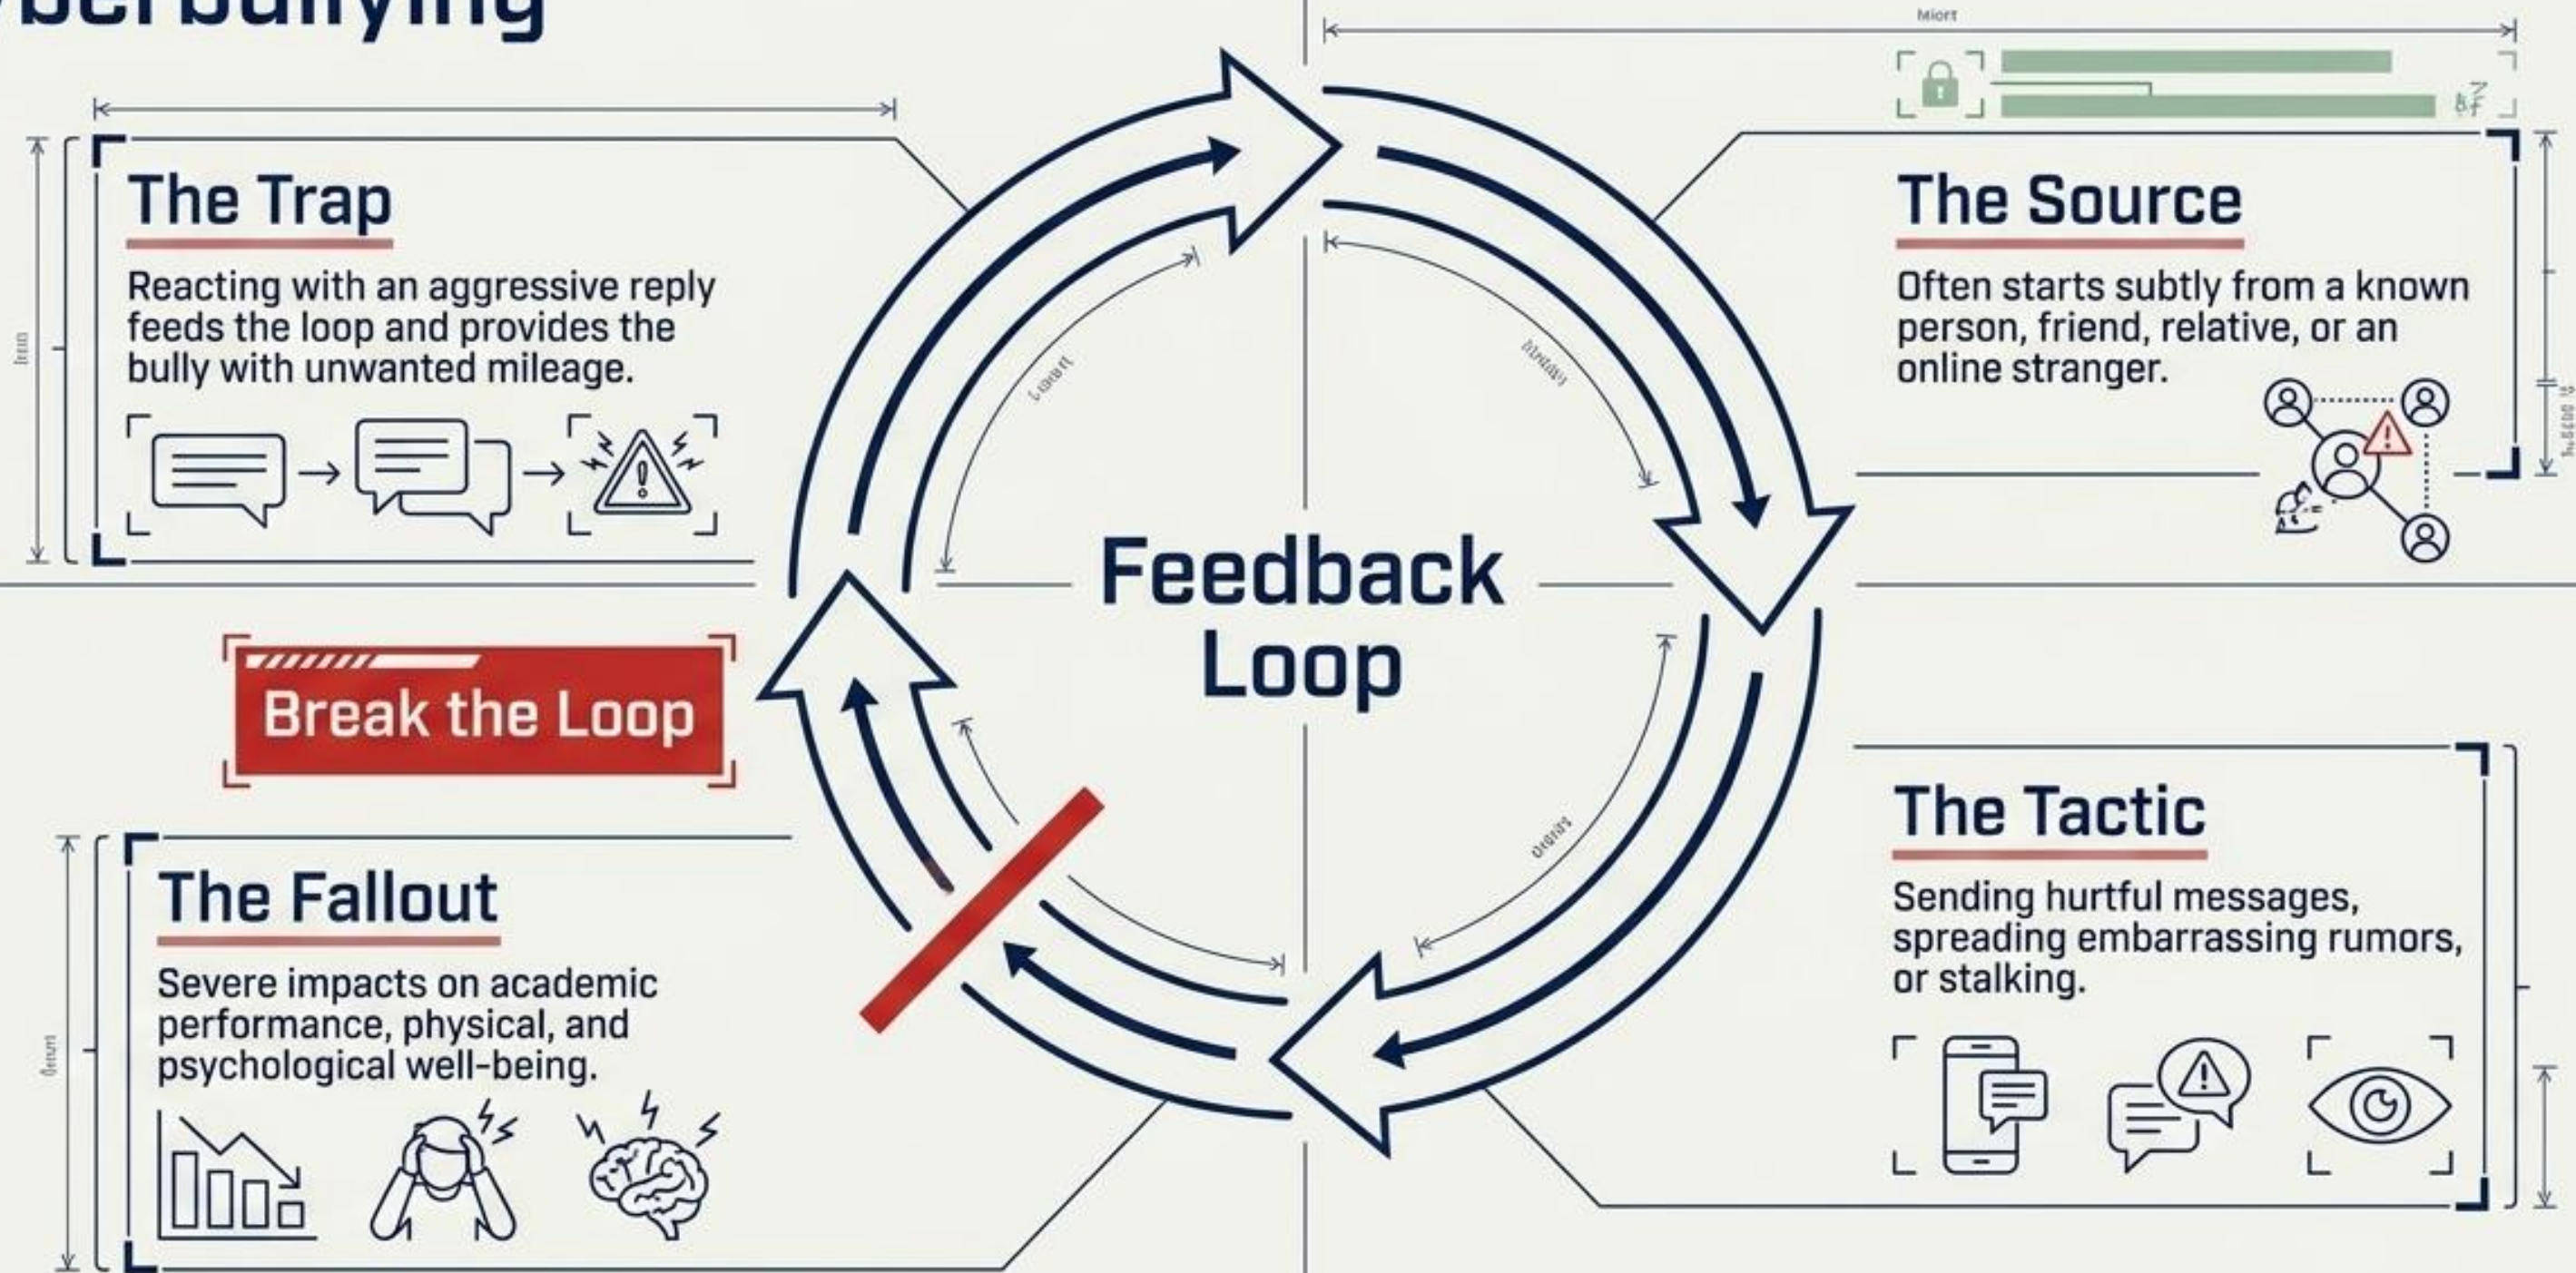 The Trap
Reacting with an aggressive reply
feeds the loop and provides the
bully with unwanted mileage.
The Source
Often starts subtly from a known
person, friend, relative, or an
online stranger.
Feedback
Loop
Break the Loop
The Fallout
Severe impacts on academic
performance, physical, and
psychological well-being.
The Tactic
Sending hurtful messages,
spreading embarrassing rumors,
or stalking.